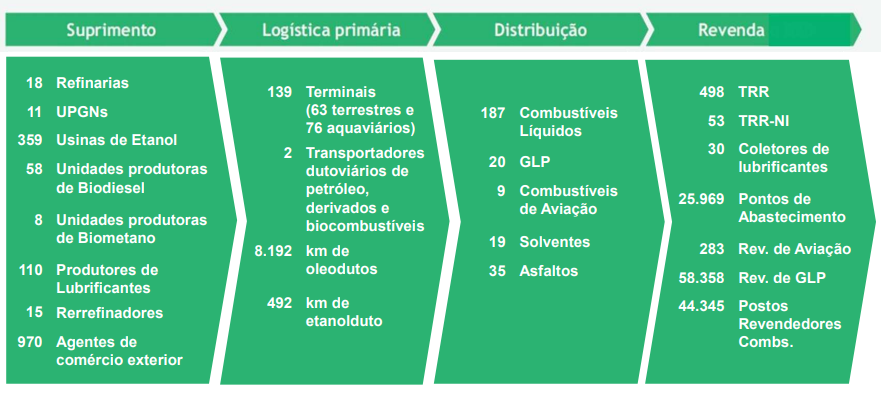 Suprimento
Logística primária
Distribuição
Revenda
18 Refinarias
11 UPGNs
359 Usinas de Etanol
58 Unidades produtoras
de Biodiesel
8 Unidades produtoras
de Biometano
110 Produtores de
Lubrificantes
15 Rerrefinadores
970 Agentes de
comércio exterior
139 Terminais
(63 terrestres e
76 aquaviários)
2 Transportadores
dutoviários de
petróleo,
derivados e
biocombustíveis
8.192 km de
oleodutos
492 km de
etanolduto
187 Combustíveis
Líquidos
20 GLP
9 Combustíveis
de Aviação
19 Solventes
35 Asfaltos
498 TRR
53 TRR-NI
30 Coletores de
lubrificantes
25.969 Pontos de
Abastecimento
283 Rev. de Aviação
58.358 Rev. de GLP
44.345 Postos
Revendedores
Combs.